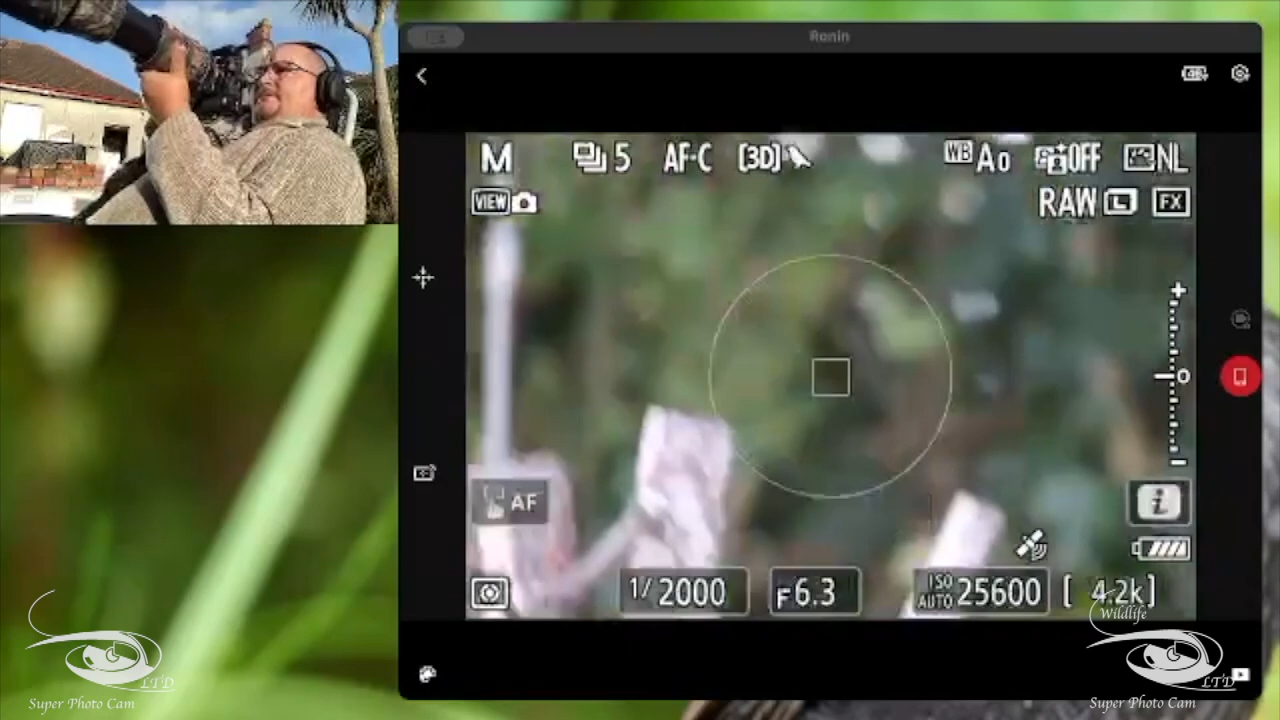 Ronin
M 5 AF-C [3D] WB A0 OFF NL
VIEW RAW L FX
+
0
-
AF
i
1/2000 F6.3 ISO AUTO 25600 [ 4.2k]
Wildlife
LTD
Super Photo Cam
LTD
Super Photo Cam